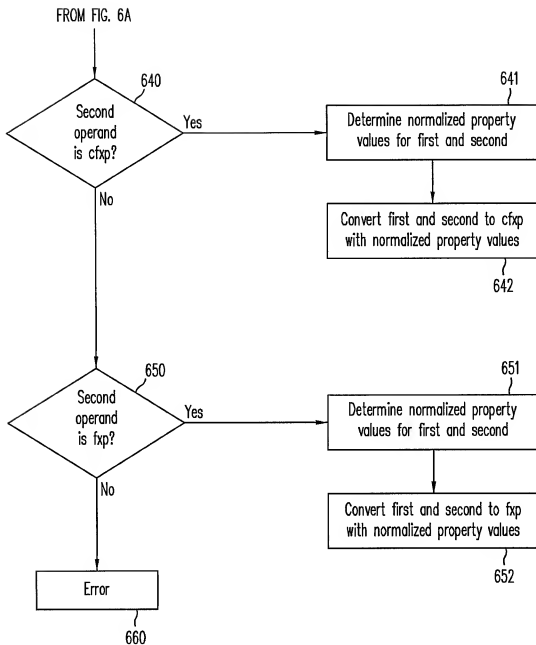 FROM FIG. 6A
640
Second
operand
is cfxp?
Yes
No
641
Determine normalized property
values for first and second
Convert first and second to cfxp
with normalized property values
642
650
Second
operand
is fxp?
Yes
No
651
Determine normalized property
values for first and second
Convert first and second to fxp
with normalized property values
652
Error
660